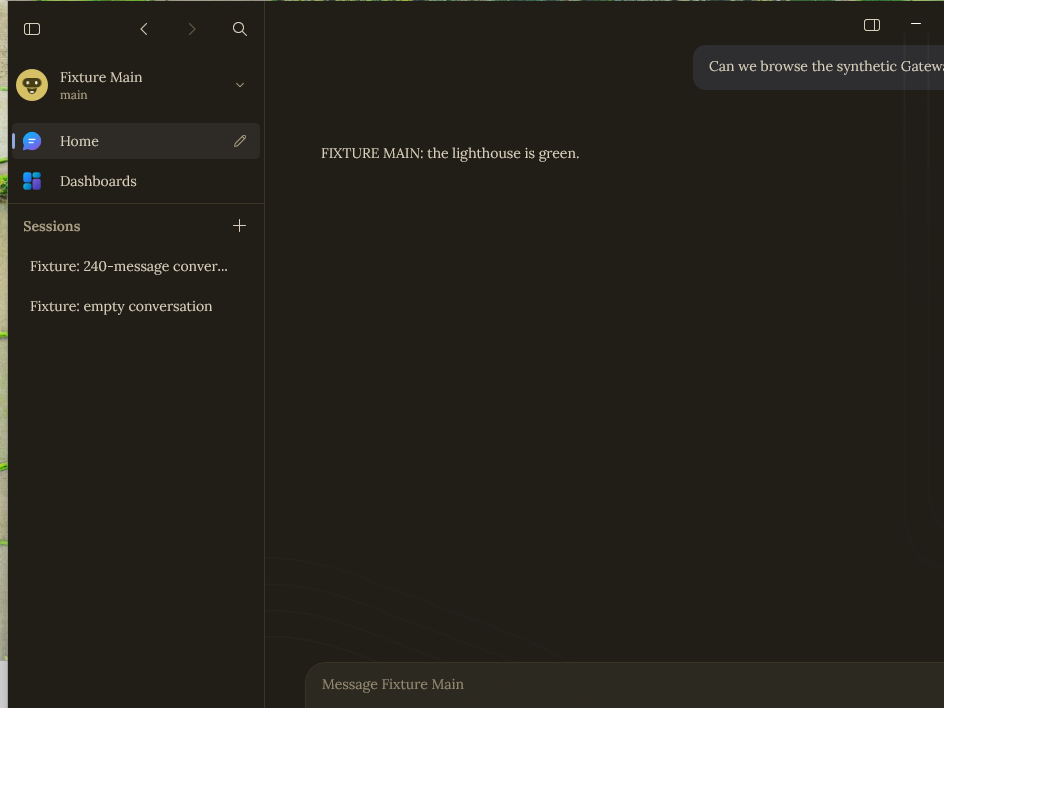 Fixture Main
main
Home
Dashboards
Sessions
Fixture: 240-message conver...
Fixture: empty conversation
Can we browse the synthetic
FIXTURE MAIN: the lighthouse is green.
Message Fixture Main